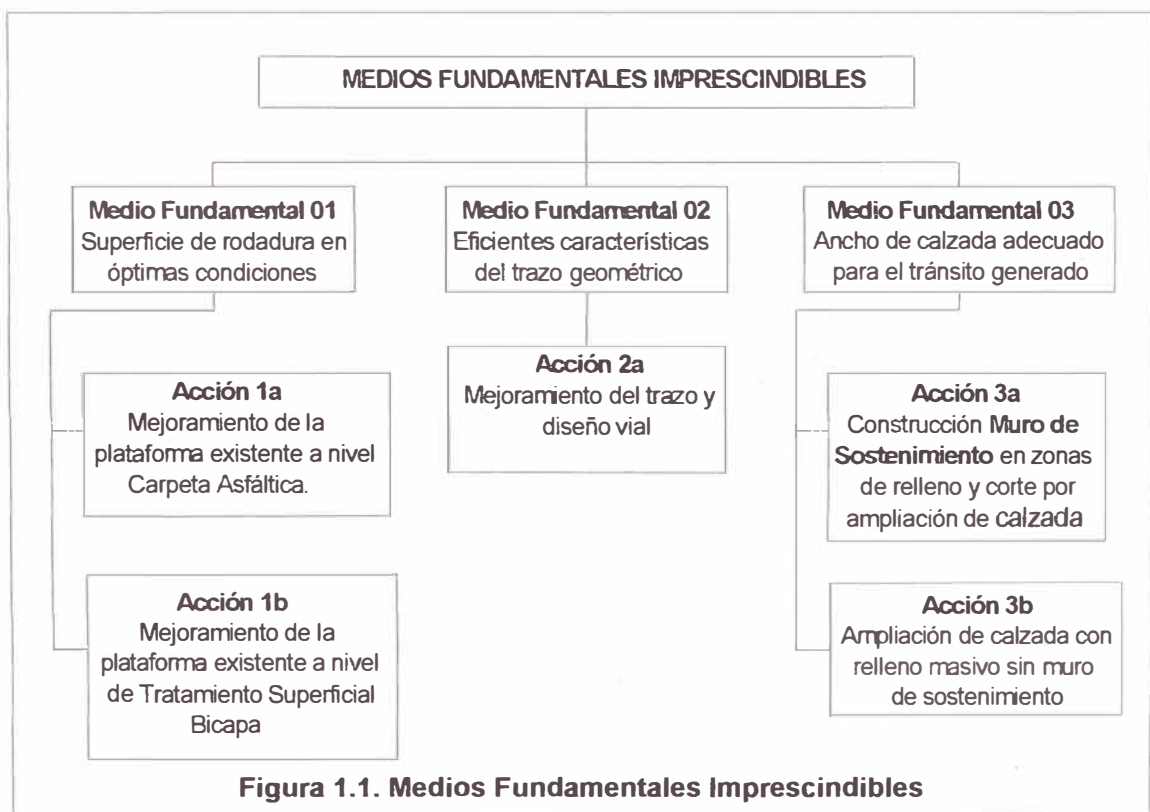 MEDIOS FUNDAMENTALES IMPRESCINDIBLES
Medio Fundamental 01
Superficie de rodadura en
óptimas condiciones
Medio Fundamental 02
Eficientes características
del trazo geométrico
Medio Fundamental 03
Ancho de calzada adecuado
para el tránsito generado
Acción 1a
Mejoramiento de la
plataforma existente a nivel
Carpeta Asfáltica.
Acción 2a
Mejoramiento del trazo y
diseño vial
Acción 3a
Construcción Muro de
Sostenimiento en zonas
de relleno y corte por
ampliación de calzada
Acción 1b
Mejoramiento de la
plataforma existente a nivel
de Tratamiento Superficial
Bicapa
Acción 3b
Ampliación de calzada con
relleno masivo sin muro
de sostenimiento
Figura 1.1. Medios Fundamentales Imprescindibles